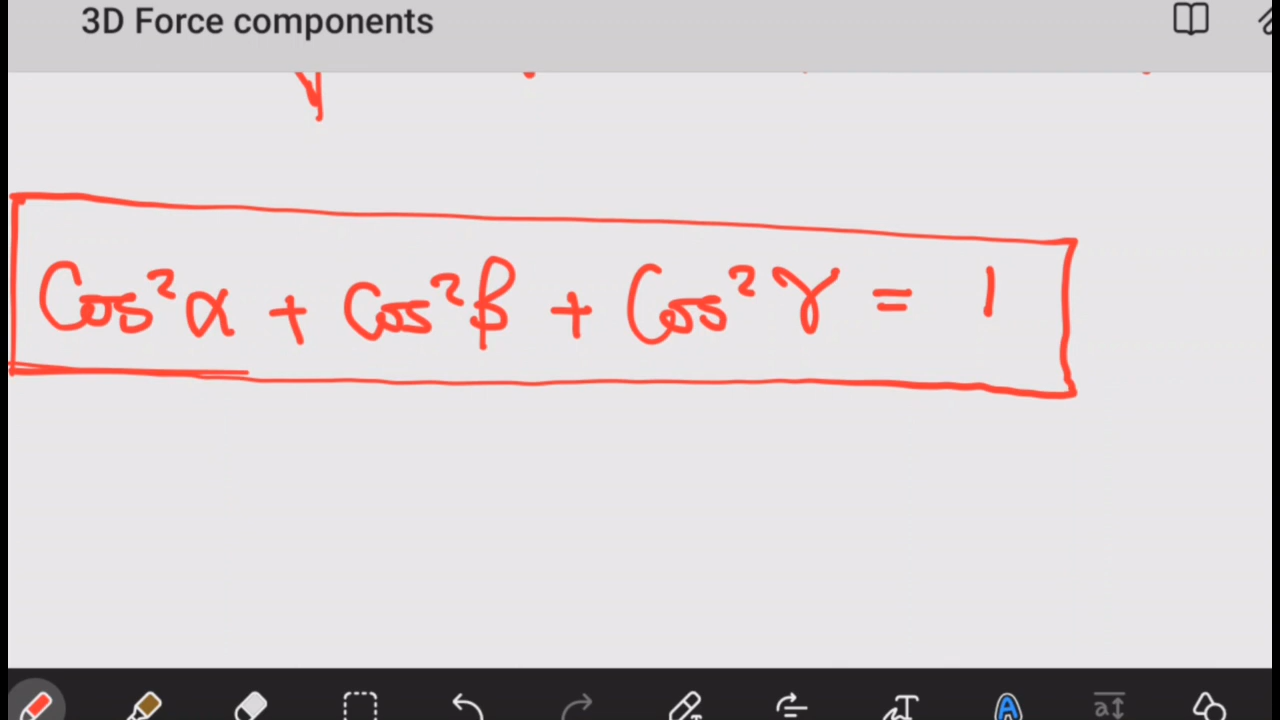 3D Force components
Cos²α + Cos²β + Cos²γ = 1